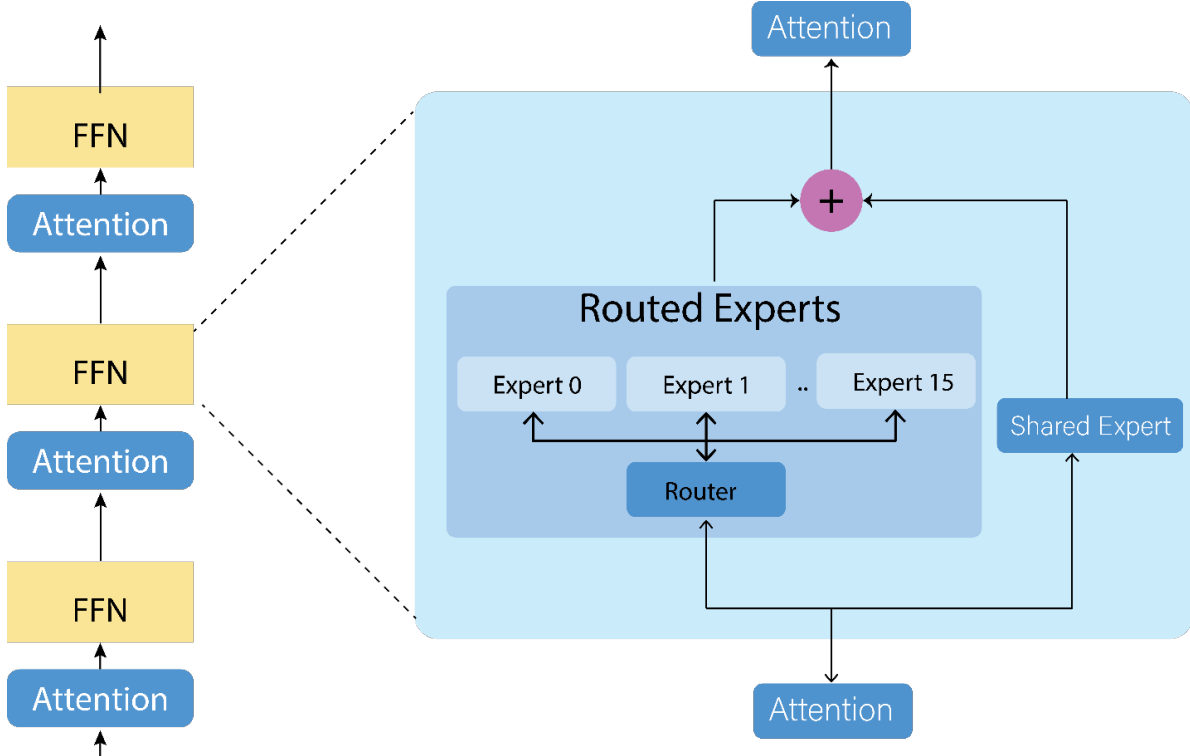 FFN
Attention
FFN
Attention
FFN
Attention
Attention
+
Routed Experts
Expert 0
Expert 1
..
Expert 15
Shared Expert
Router
Attention